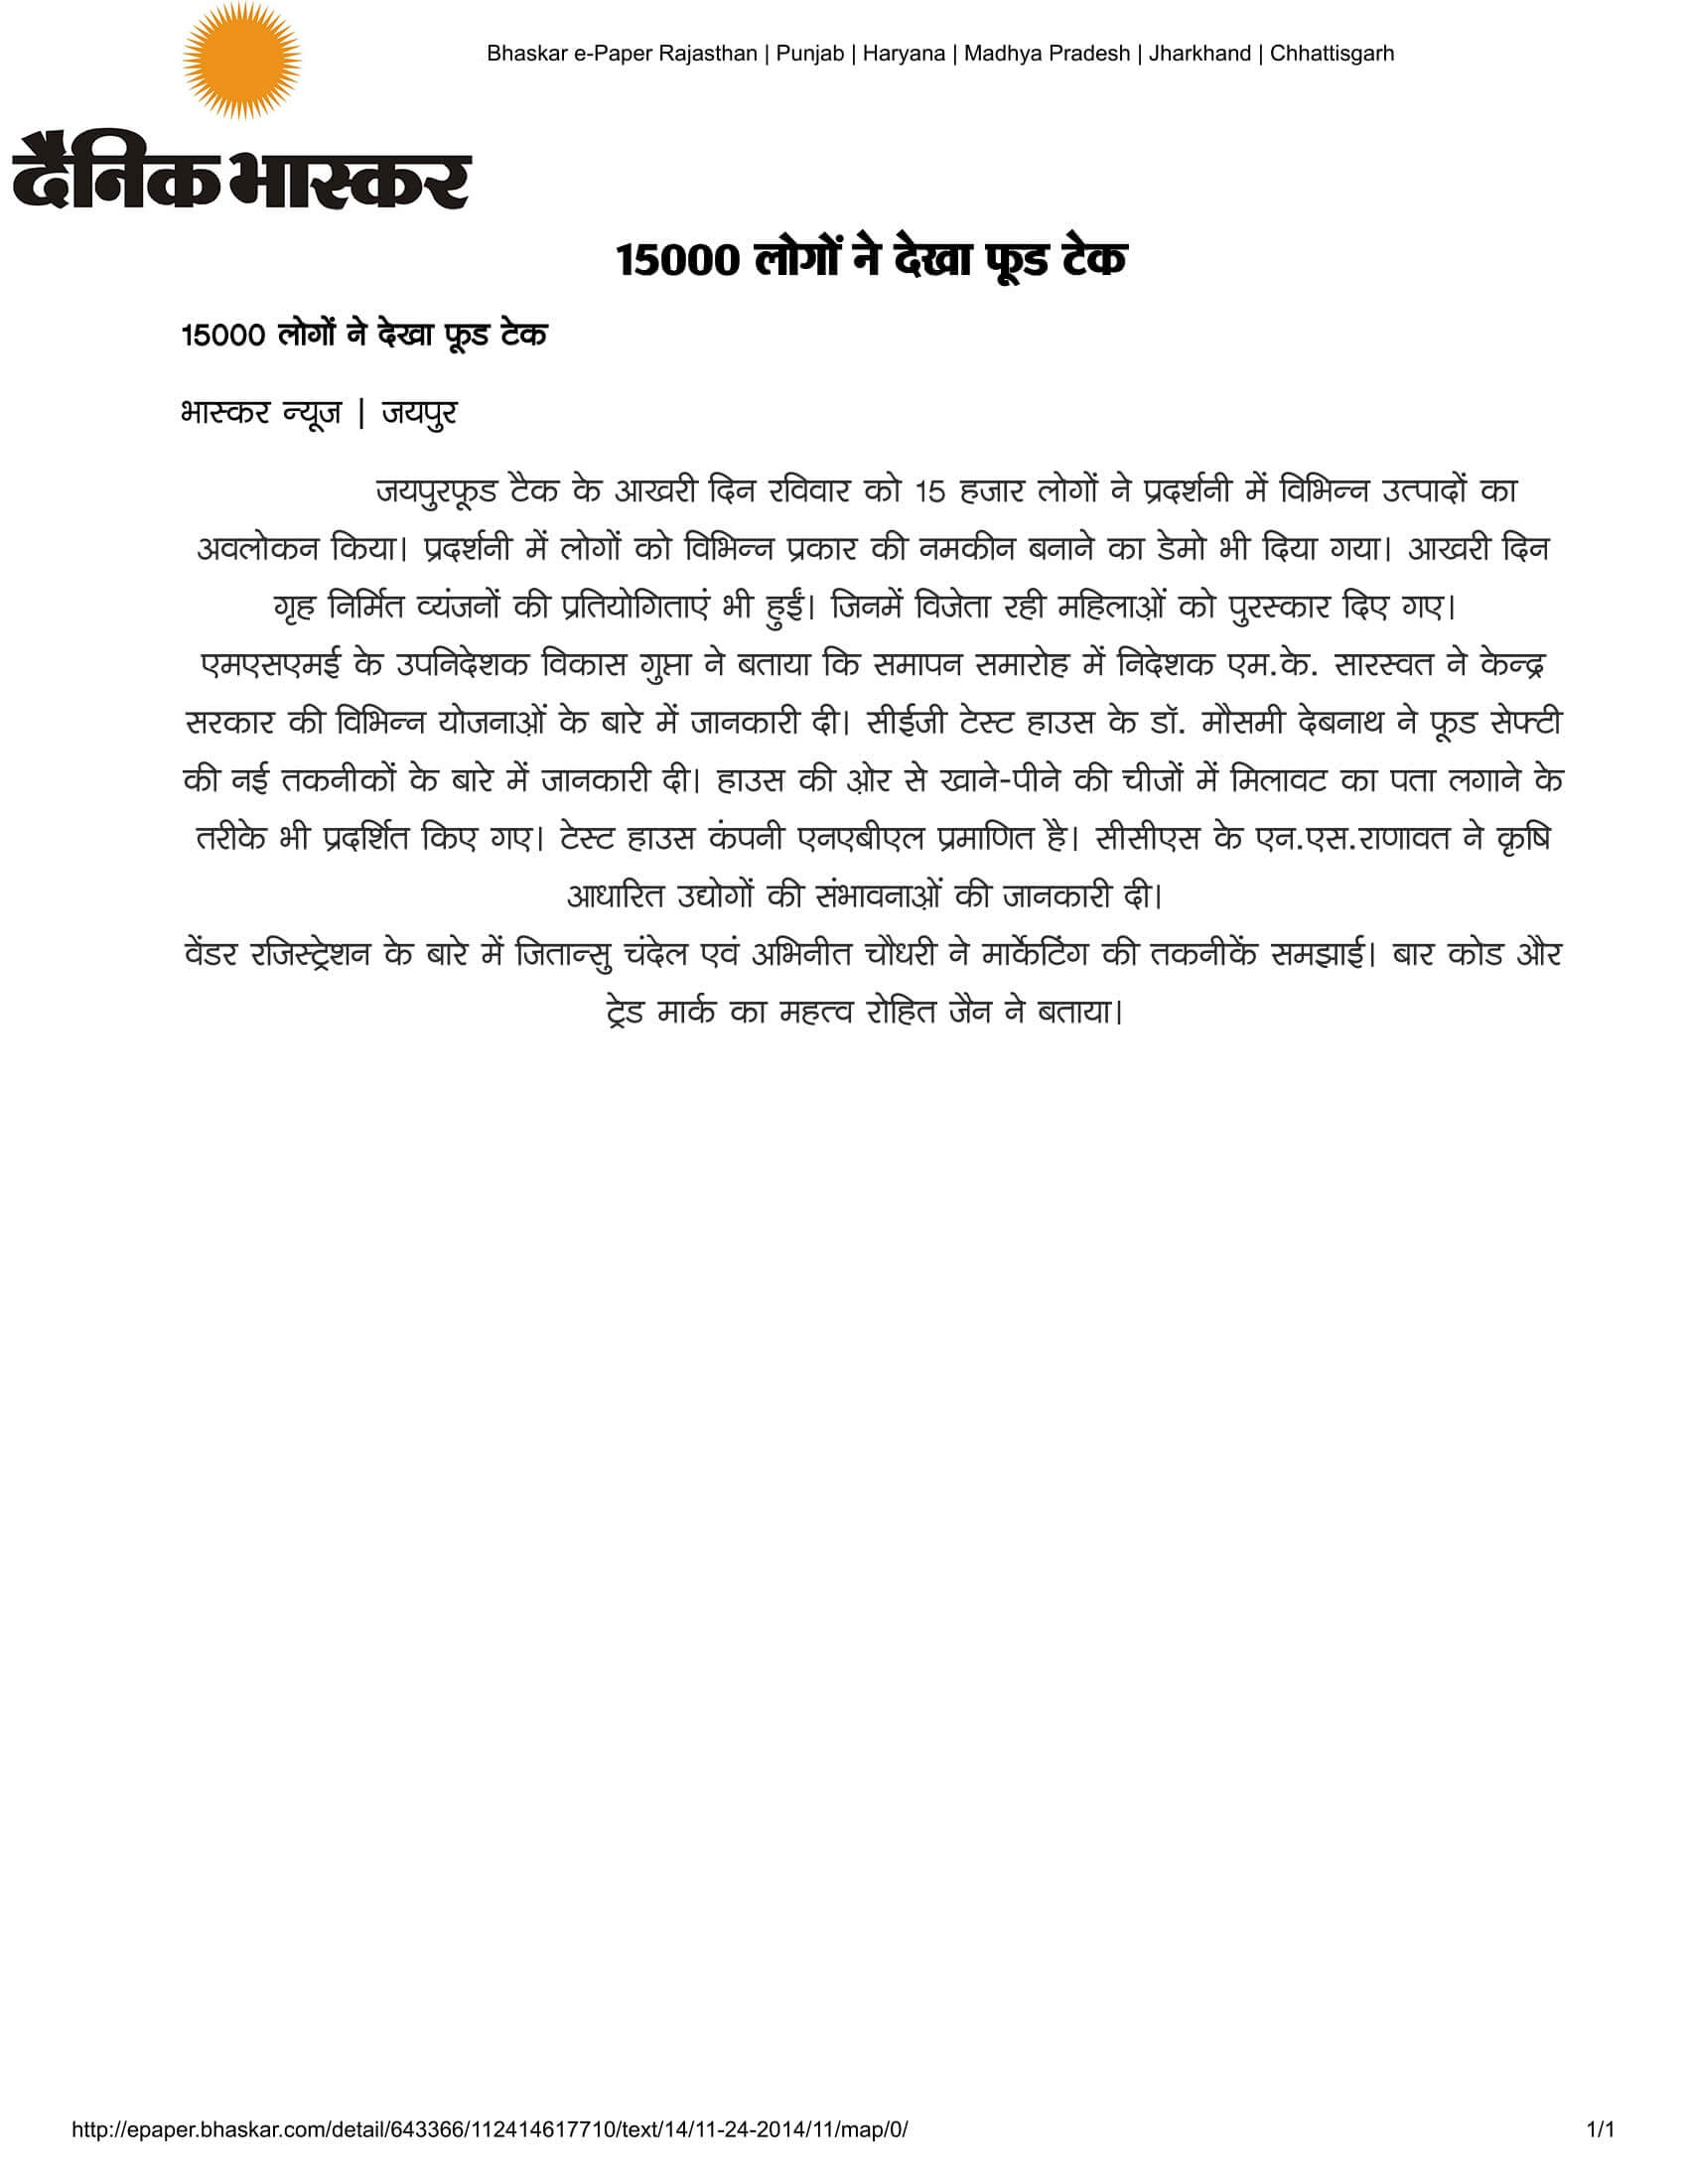 Bhaskar e-Paper Rajasthan | Punjab | Haryana | Madhya Pradesh | Jharkhand | Chhattisgarh
दैनिक भास्कर
15000 लोगों ने देखा फूड टेक
15000 लोगों ने देखा फूड टेक
भास्कर न्यूज | जयपुर
जयपुरफूड टैक के आखरी दिन रविवार को 15 हजार लोगों ने प्रदर्शनी में विभिन्न उत्पादों का
अवलोकन किया। प्रदर्शनी में लोगों को विभिन्न प्रकार की नमकीन बनाने का डेमो भी दिया गया। आखरी दिन
गृह निर्मित व्यंजनों की प्रतियोगिताएं भी हुईं। जिनमें विजेता रही महिलाओं को पुरस्कार दिए गए।
एमएसएमई के उपनिदेशक विकास गुप्ता ने बताया कि समापन समारोह में निदेशक एम.के. सारस्वत ने केन्द्र
सरकार की विभिन्न योजनाओं के बारे में जानकारी दी। सीईजी टेस्ट हाउस के डॉ. मौसमी देबनाथ ने फूड सेफ्टी
की नई तकनीकों के बारे में जानकारी दी। हाउस की ओर से खाने-पीने की चीजों में मिलावट का पता लगाने के
तरीके भी प्रदर्शित किए गए। टेस्ट हाउस कंपनी एनएबीएल प्रमाणित है। सीसीएस के एन.एस.राणावत ने कृषि
आधारित उद्योगों की संभावनाओं की जानकारी दी।
वेंडर रजिस्ट्रेशन के बारे में जितान्सु चंदेल एवं अभिनीत चौधरी ने मार्केटिंग की तकनीकें समझाई। बार कोड और
ट्रेड मार्क का महत्व रोहित जैन ने बताया।
http://epaper.bhaskar.com/detail/643366/112414617710/text/14/11-24-2014/11/map/0/
1/1